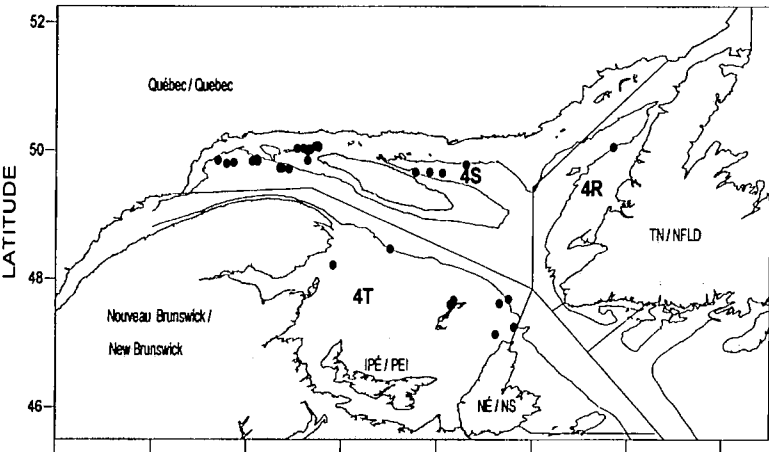 52
Québec / Quebec
50
4S
4R
LATITUDE
TN / NFLD
48
4T
Nouveau Brunswick /
New Brunswick
IPÉ / PEI
NÉ / NS
46